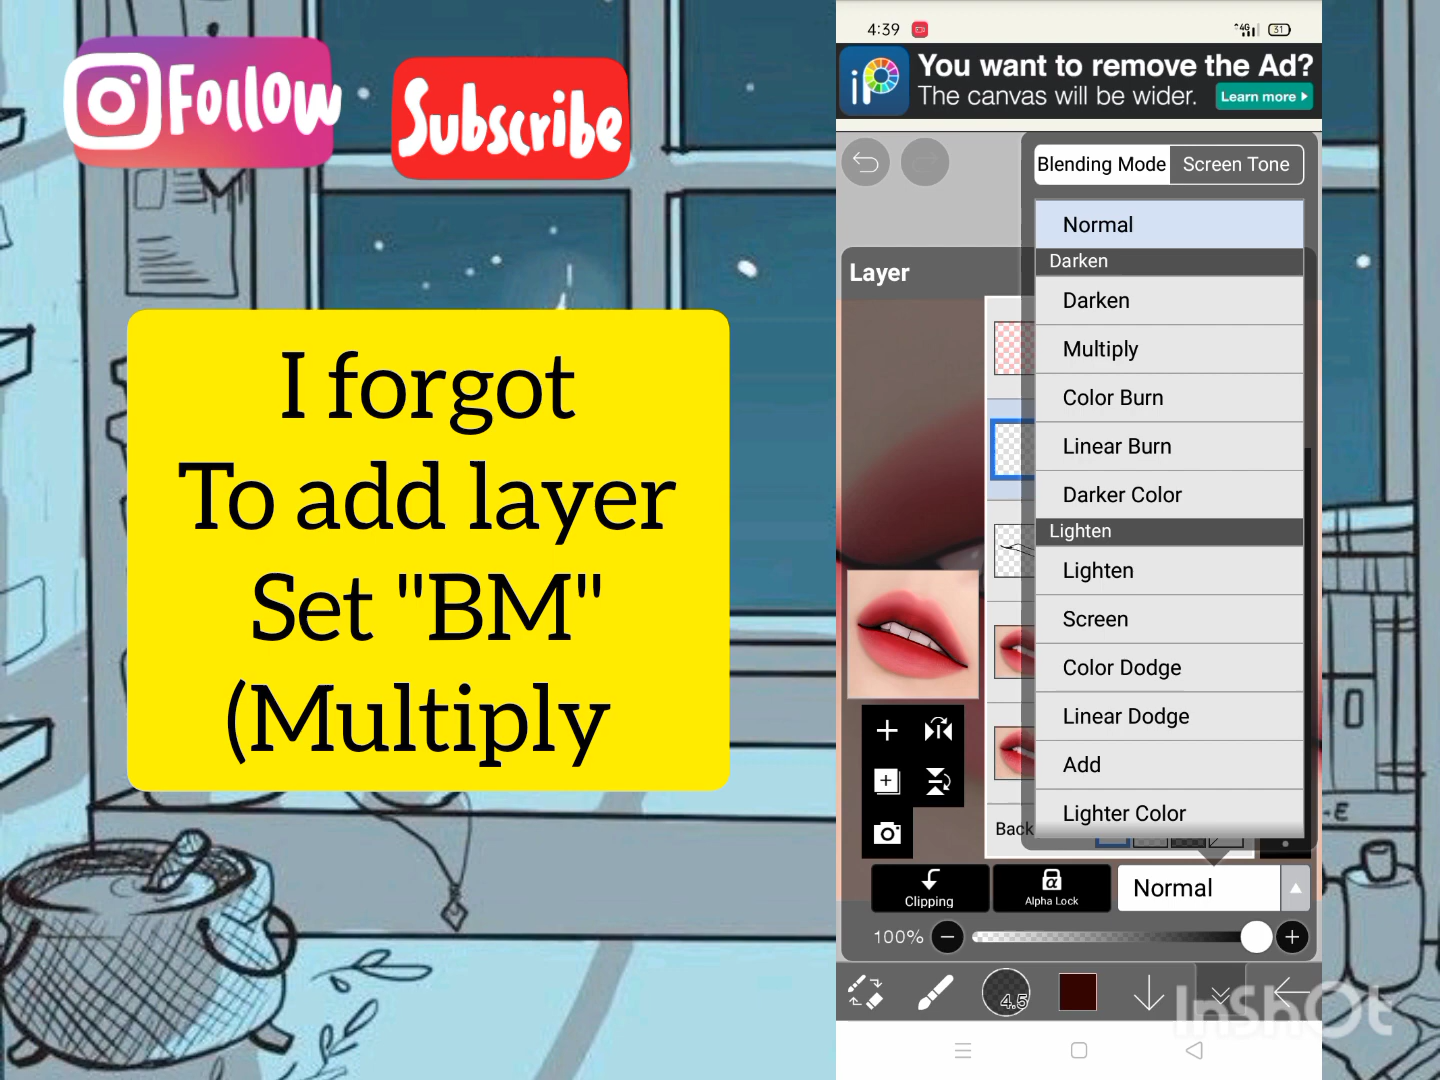 Follow
Subscribe
I forgot
To add layer
Set "BM"
(Multiply
4:39
4G
31
iP
You want to remove the Ad?
The canvas will be wider.
Learn more
Blending Mode
Screen Tone
Layer
Normal
Darken
Darken
Multiply
Color Burn
Linear Burn
Darker Color
Lighten
Lighten
Screen
Color Dodge
Linear Dodge
Add
Lighter Color
Back
Clipping
Alpha Lock
Normal
100%
4.5
InShOt